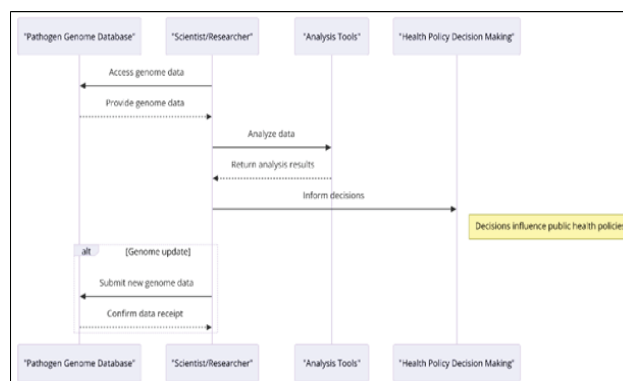 "Pathogen Genome Database" "Scientist/Researcher" "Analysis Tools" "Health Policy Decision Making"
Access genome data
Provide genome data
Analyze data
Return analysis results
Inform decisions
Decisions influence public health policies
alt [Genome update]
Submit new genome data
Confirm data receipt
"Pathogen Genome Database" "Scientist/Researcher" "Analysis Tools" "Health Policy Decision Making"